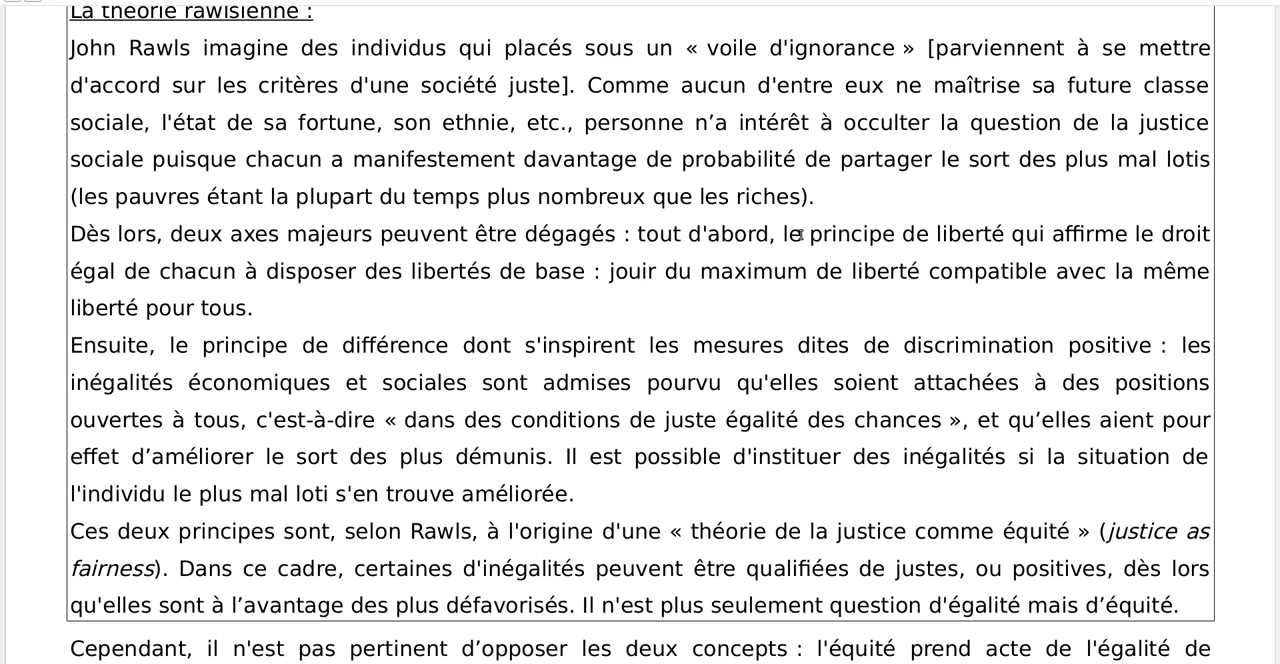 La théorie rawlsienne :
John Rawls imagine des individus qui placés sous un « voile d'ignorance » [parviennent à se mettre
d'accord sur les critères d'une société juste]. Comme aucun d'entre eux ne maîtrise sa future classe
sociale, l'état de sa fortune, son ethnie, etc., personne n’a intérêt à occulter la question de la justice
sociale puisque chacun a manifestement davantage de probabilité de partager le sort des plus mal lotis
(les pauvres étant la plupart du temps plus nombreux que les riches).
Dès lors, deux axes majeurs peuvent être dégagés : tout d'abord, le principe de liberté qui affirme le droit
égal de chacun à disposer des libertés de base : jouir du maximum de liberté compatible avec la même
liberté pour tous.
Ensuite, le principe de différence dont s'inspirent les mesures dites de discrimination positive : les
inégalités économiques et sociales sont admises pourvu qu'elles soient attachées à des positions
ouvertes à tous, c'est-à-dire « dans des conditions de juste égalité des chances », et qu’elles aient pour
effet d’améliorer le sort des plus démunis. Il est possible d'instituer des inégalités si la situation de
l'individu le plus mal loti s'en trouve améliorée.
Ces deux principes sont, selon Rawls, à l'origine d'une « théorie de la justice comme équité » (justice as
fairness). Dans ce cadre, certaines d'inégalités peuvent être qualifiées de justes, ou positives, dès lors
qu'elles sont à l’avantage des plus défavorisés. Il n'est plus seulement question d'égalité mais d’équité.
Cependant, il n'est pas pertinent d’opposer les deux concepts : l'équité prend acte de l'égalité de